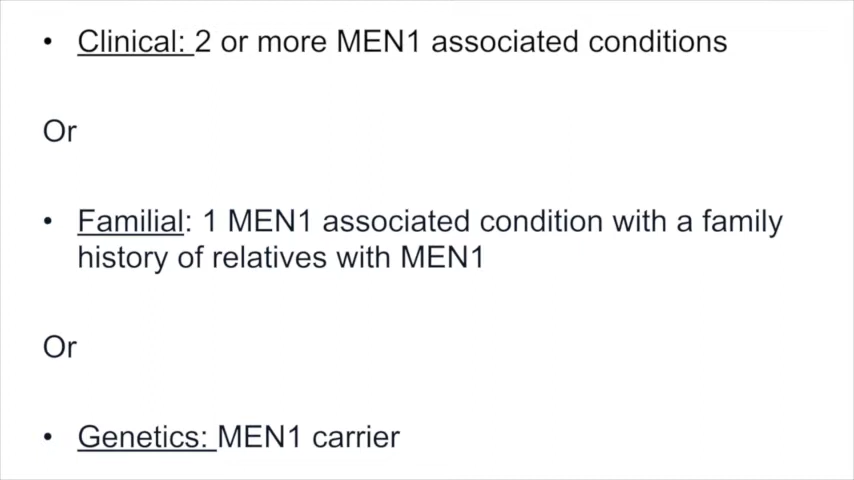 • Clinical: 2 or more MEN1 associated conditions
Or
• Familial: 1 MEN1 associated condition with a family
history of relatives with MEN1
Or
• Genetics: MEN1 carrier